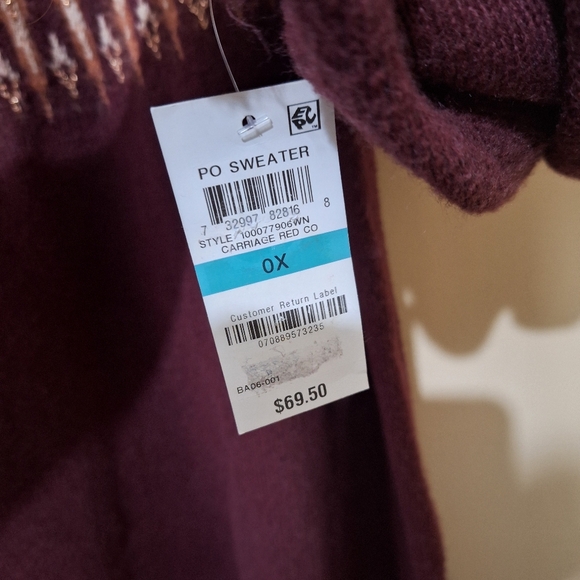 PO SWEATER
7 32997 82816 8
STYLE 100077906WN
CARRIAGE RED CO
0X
Customer Return Label
070889573235
BA06-001
$69.50